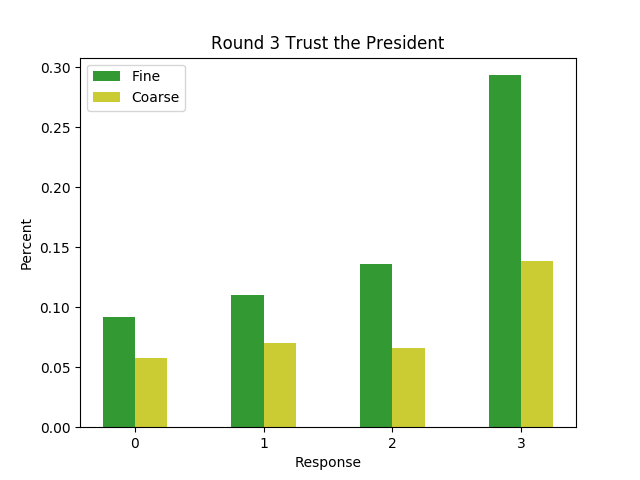 Round 3 Trust the President
Fine
Coarse
0.30
0.25
0.20
0.15
0.10
0.05
0.00
Percent
0 1 2 3
Response